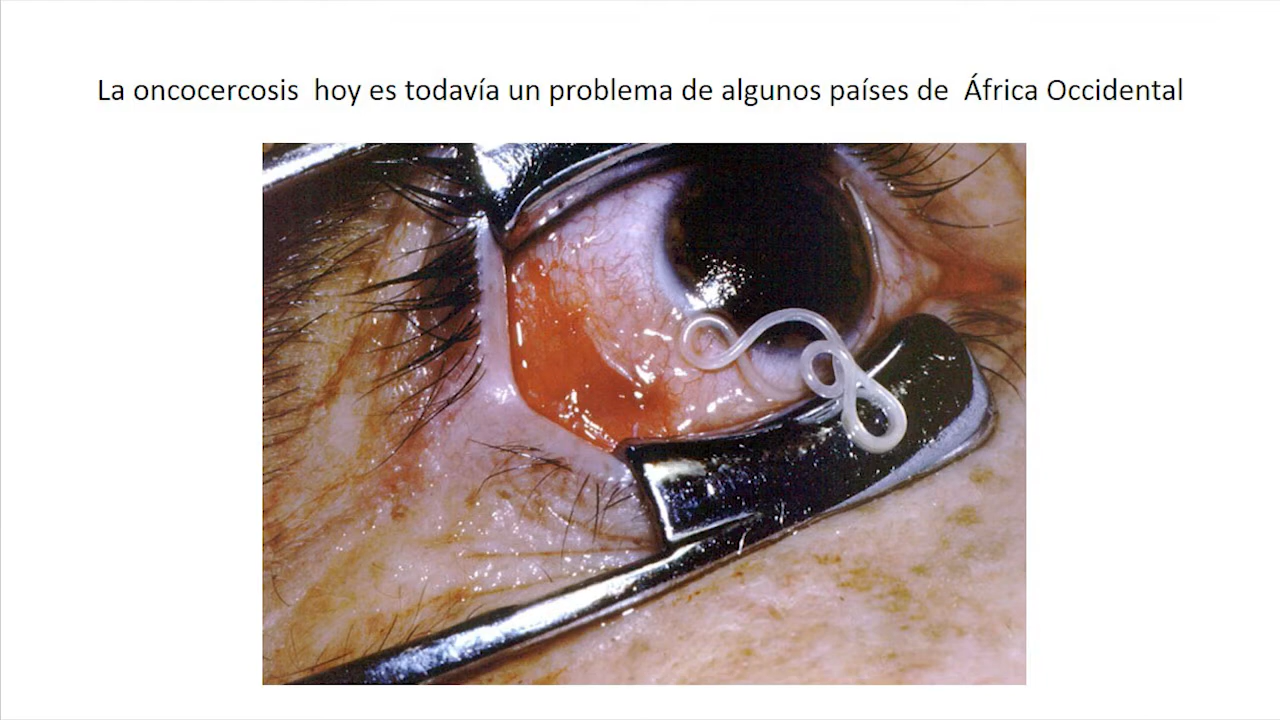 La oncocercosis hoy es todavía un problema de algunos países de África Occidental